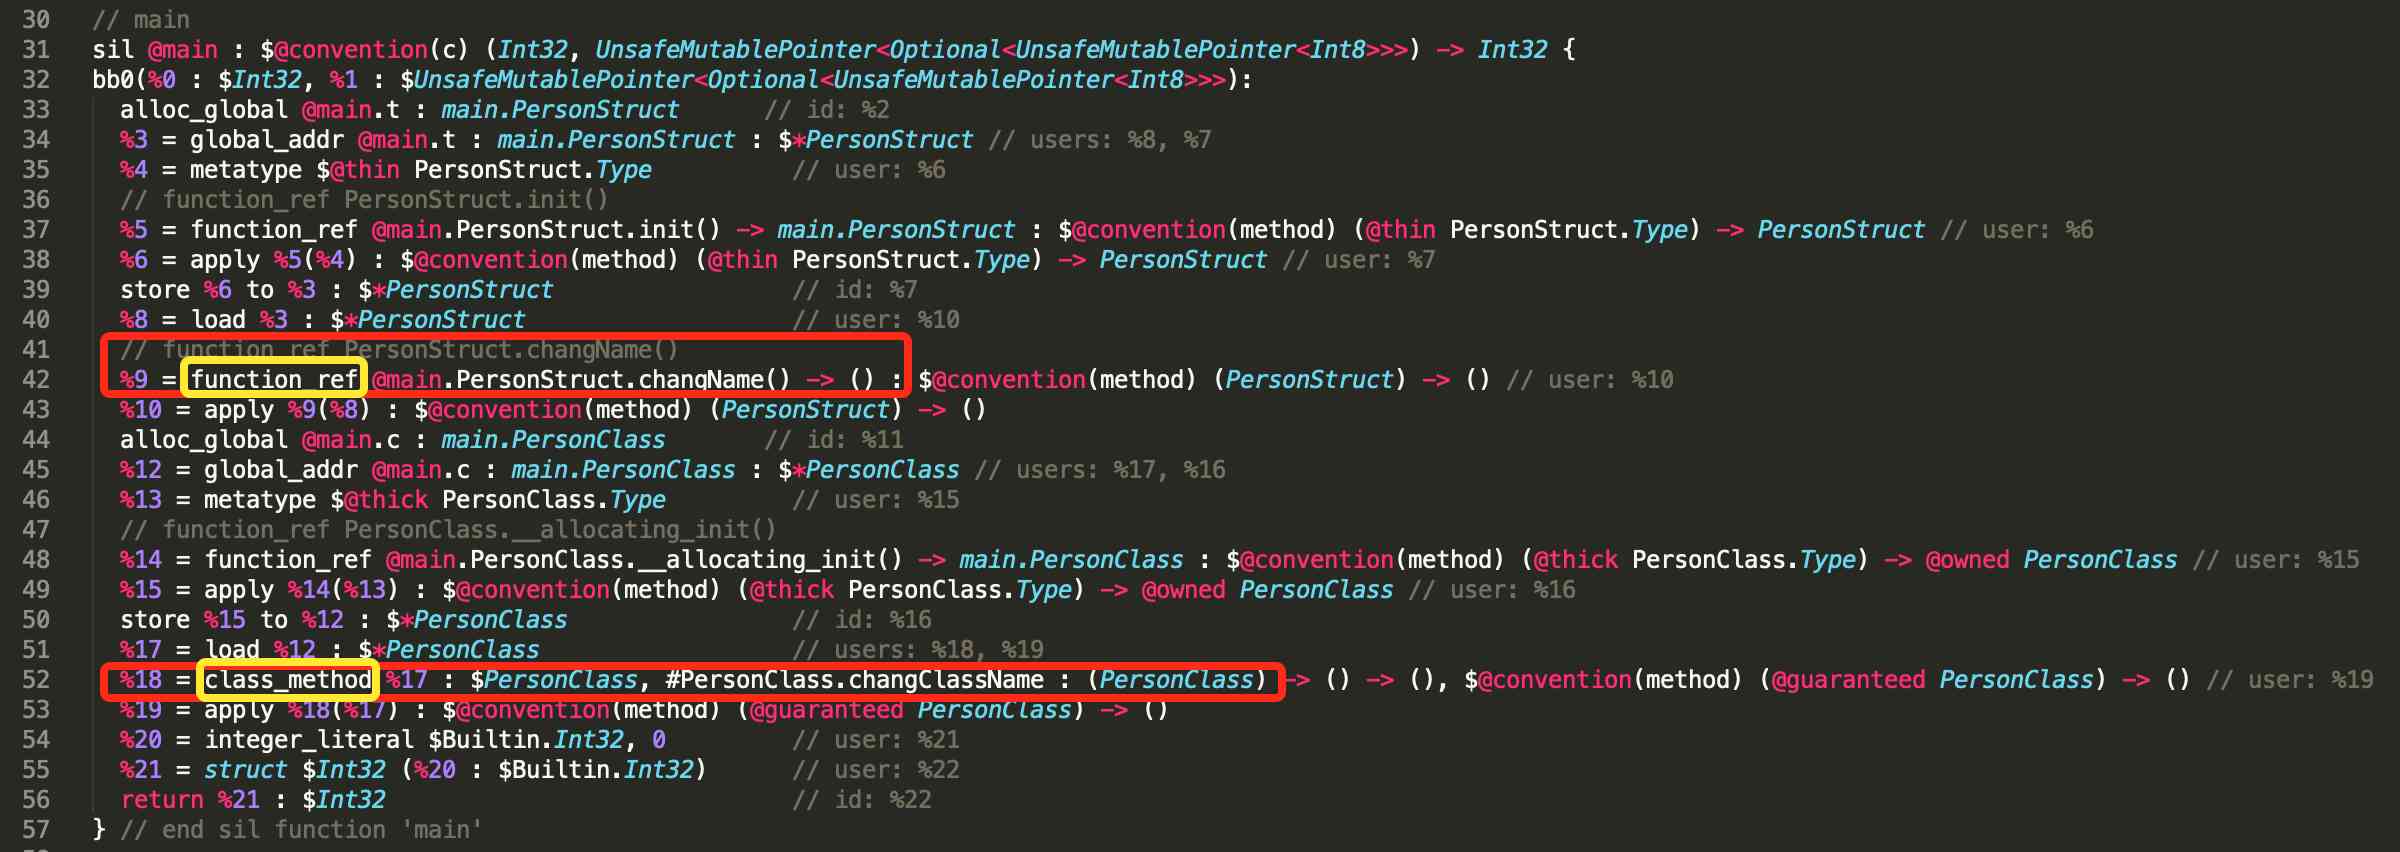 30 // main
31 sil @main : $@convention(c) (Int32, UnsafeMutablePointer<Optional<UnsafeMutablePointer<Int8>>>) -> Int32 {
32 bb0(%0 : $Int32, %1 : $UnsafeMutablePointer<Optional<UnsafeMutablePointer<Int8>>>):
33 alloc_global @main.t : main.PersonStruct // id: %2
34 %3 = global_addr @main.t : main.PersonStruct : $*PersonStruct // users: %8, %7
35 %4 = metatype $@thin PersonStruct.Type // user: %6
36 // function_ref PersonStruct.init()
37 %5 = function_ref @main.PersonStruct.init() -> main.PersonStruct : $@convention(method) (@thin PersonStruct.Type) -> PersonStruct // user: %6
38 %6 = apply %5(%4) : $@convention(method) (@thin PersonStruct.Type) -> PersonStruct // user: %7
39 store %6 to %3 : $*PersonStruct // id: %7
40 %8 = load %3 : $*PersonStruct // user: %10
41 // function_ref PersonStruct.changName()
42 %9 = function_ref @main.PersonStruct.changName() -> () : $@convention(method) (PersonStruct) -> () // user: %10
43 %10 = apply %9(%8) : $@convention(method) (PersonStruct) -> ()
44 alloc_global @main.c : main.PersonClass // id: %11
45 %12 = global_addr @main.c : main.PersonClass : $*PersonClass // users: %17, %16
46 %13 = metatype $@thick PersonClass.Type // user: %15
47 // function_ref PersonClass.__allocating_init()
48 %14 = function_ref @main.PersonClass.__allocating_init() -> main.PersonClass : $@convention(method) (@thick PersonClass.Type) -> @owned PersonClass // user: %15
49 %15 = apply %14(%13) : $@convention(method) (@thick PersonClass.Type) -> @owned PersonClass // user: %16
50 store %15 to %12 : $*PersonClass // id: %16
51 %17 = load %12 : $*PersonClass // users: %18, %19
52 %18 = class_method %17 : $PersonClass, #PersonClass.changClassName : (PersonClass) -> () -> (), $@convention(method) (@guaranteed PersonClass) -> () // user: %19
53 %19 = apply %18(%17) : $@convention(method) (@guaranteed PersonClass) -> ()
54 %20 = integer_literal $Builtin.Int32, 0 // user: %21
55 %21 = struct $Int32 (%20 : $Builtin.Int32) // user: %22
56 return %21 : $Int32 // id: %22
57 } // end sil function 'main'